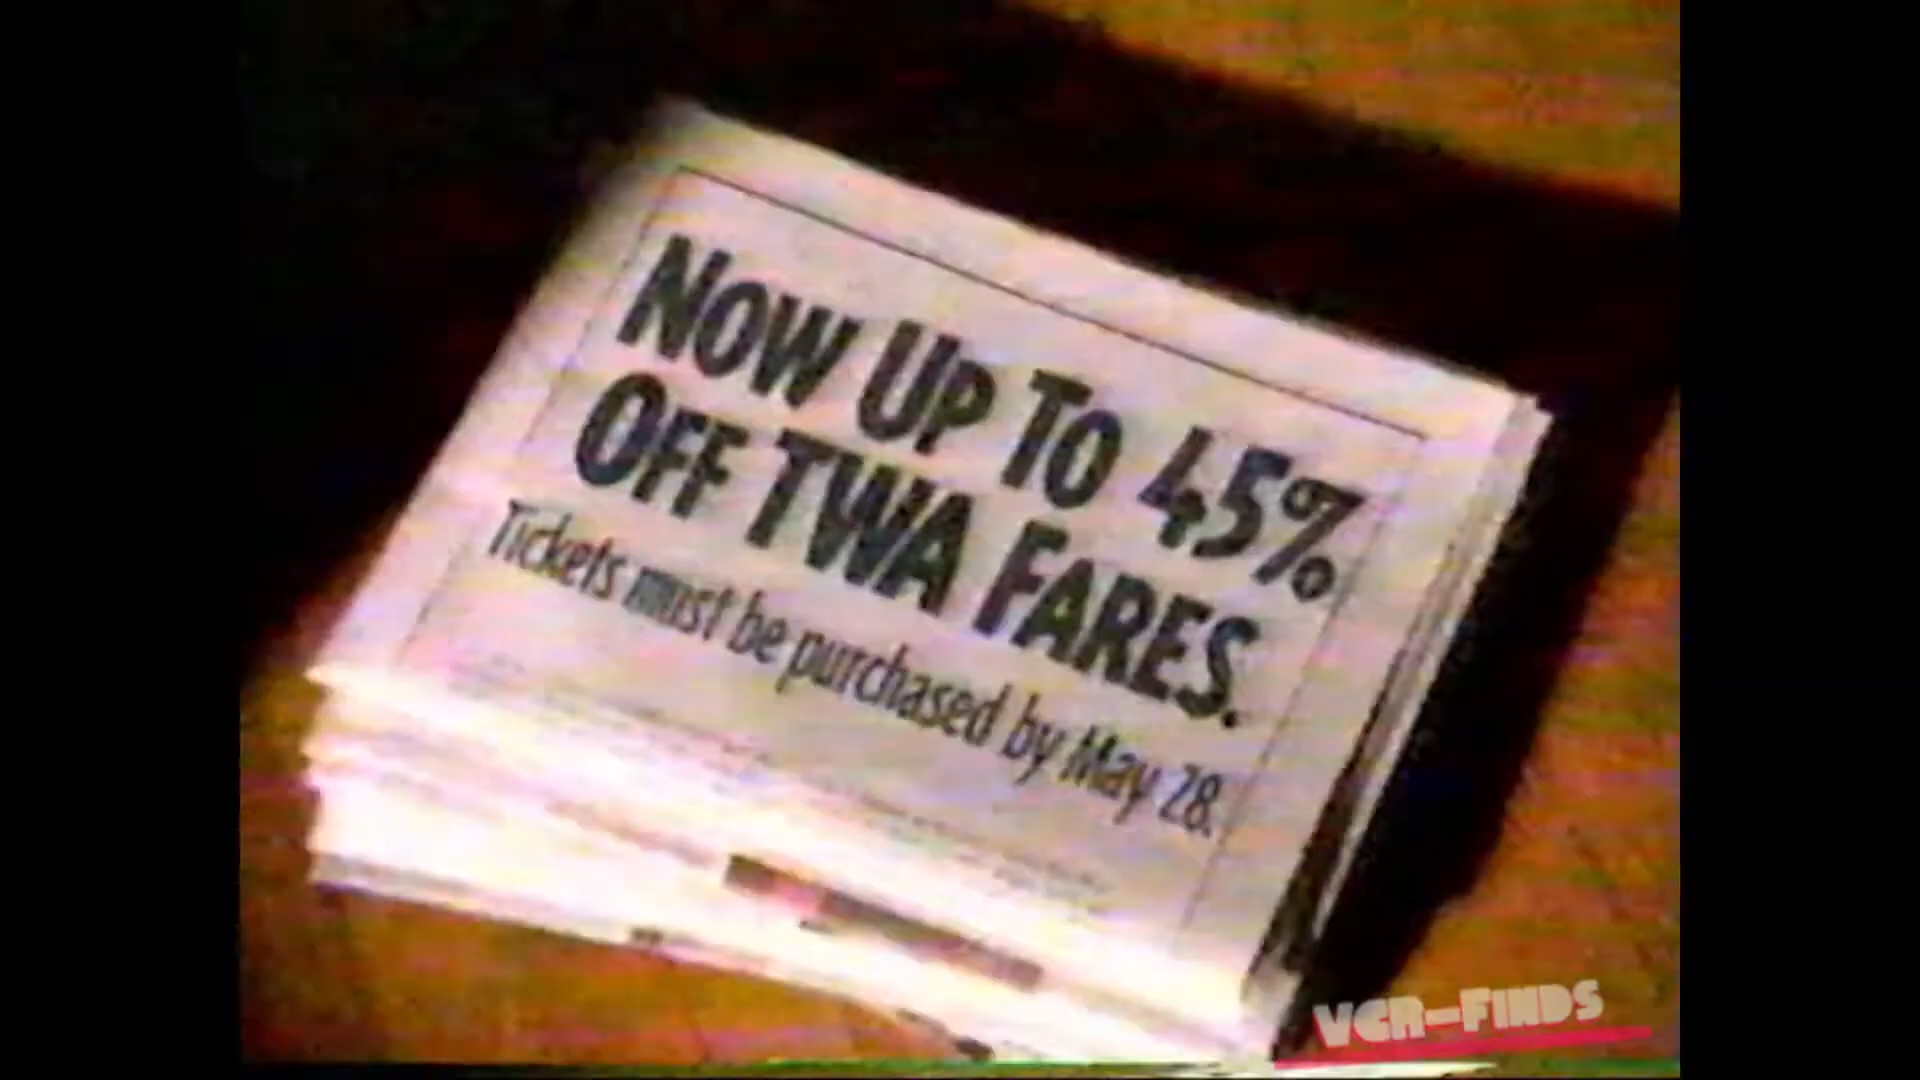 NOW UP TO 45%
OFF TWA FARES.
Tickets must be purchased by May 28.
VCR-FINDS